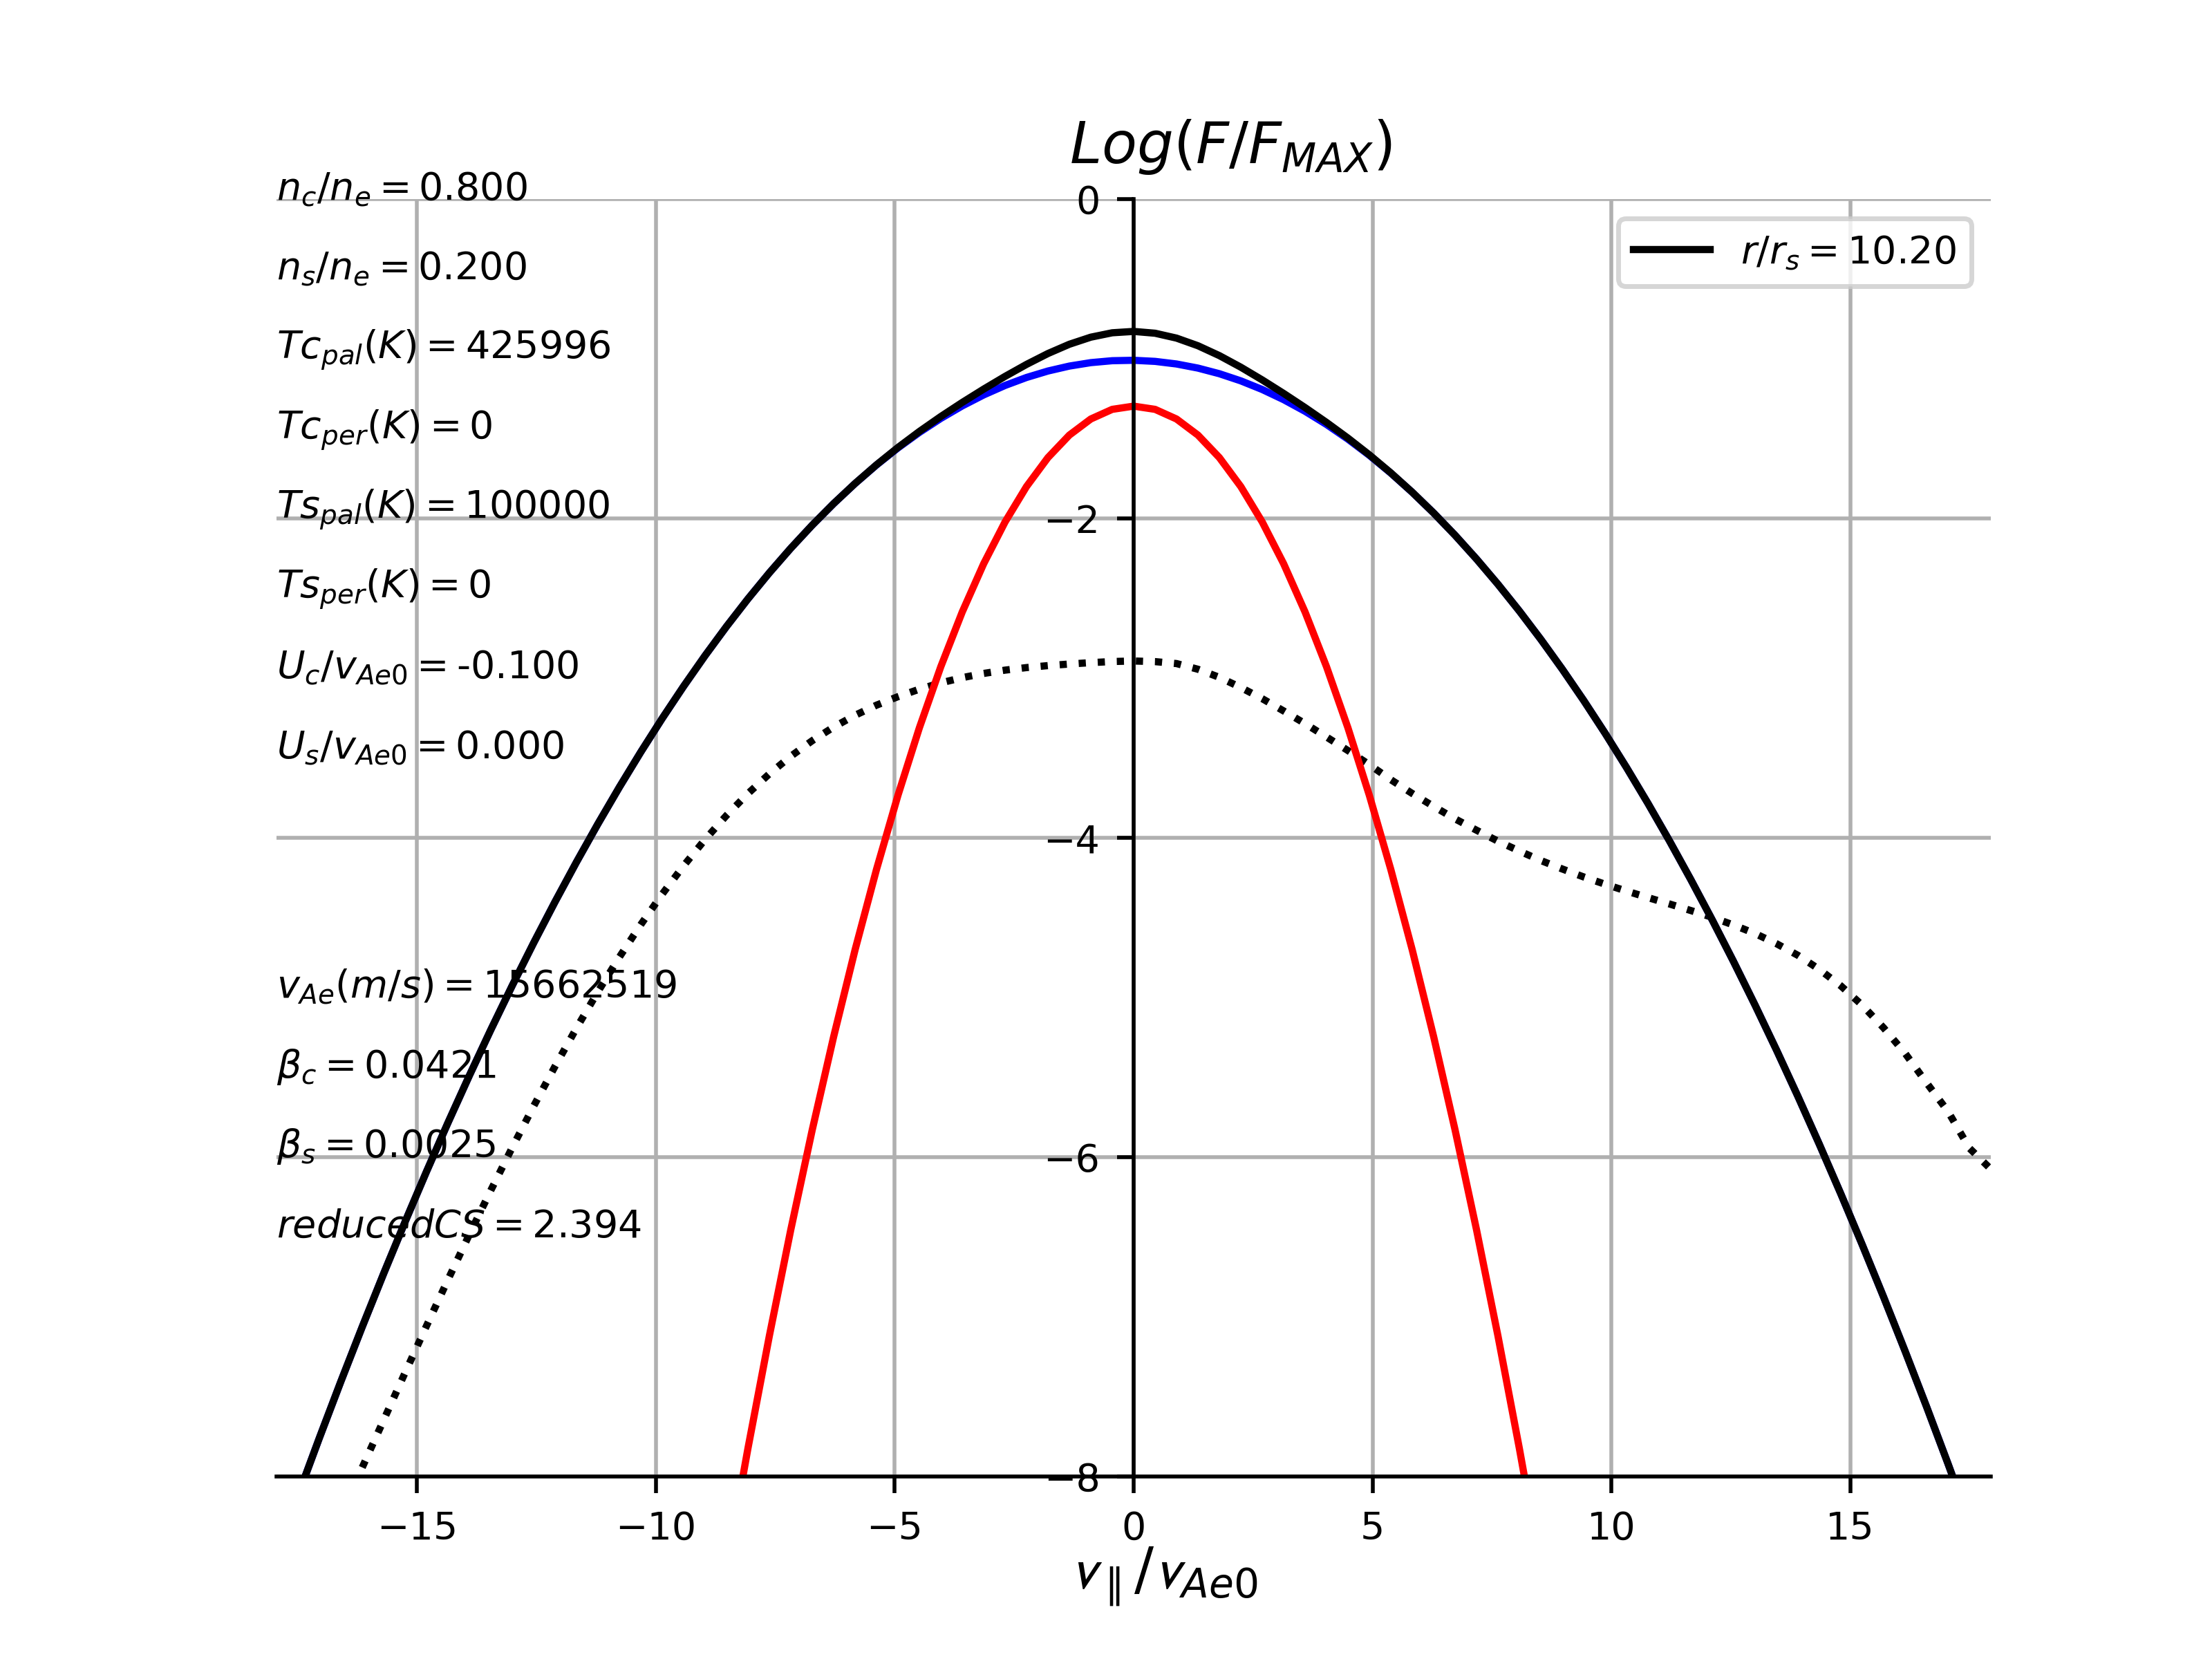 Log(F/F_MAX)
n_c/n_e = 0.800
0
n_s/n_e = 0.200
r/r_s = 10.20
Tc_pal(K) = 425996
Tc_per(K) = 0
Ts_pal(K) = 100000
−2
Ts_per(K) = 0
U_c/v_Ae0 = -0.100
U_s/v_Ae0 = 0.000
−4
v_Ae(m/s) = 15662519
β_c = 0.0421
β_s = 0.0025
−6
reducedCS = 2.394
−8
−15 −10 −5 0 5 10 15
v_∥/v_Ae0